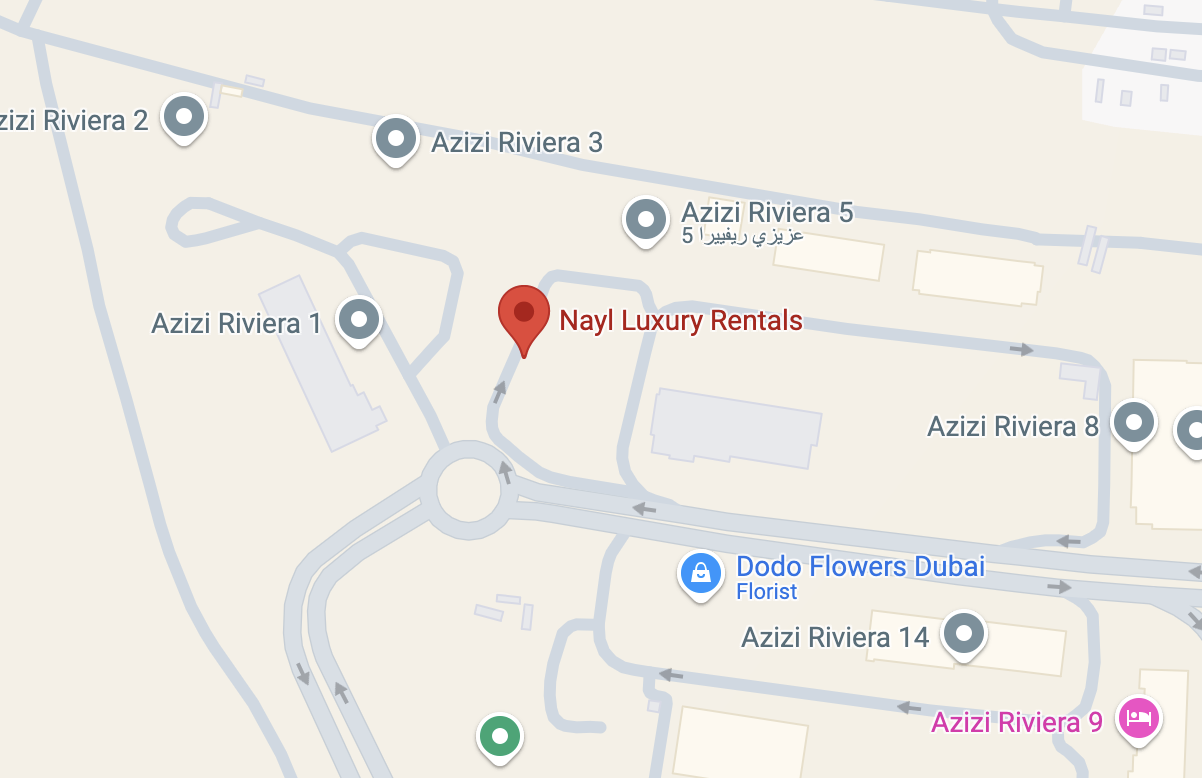 zizi Riviera 2
Azizi Riviera 3
Azizi Riviera 5
عزيزي ريفييرا 5
Azizi Riviera 1
Nayl Luxury Rentals
Azizi Riviera 8
Dodo Flowers Dubai
Florist
Azizi Riviera 14
Azizi Riviera 9